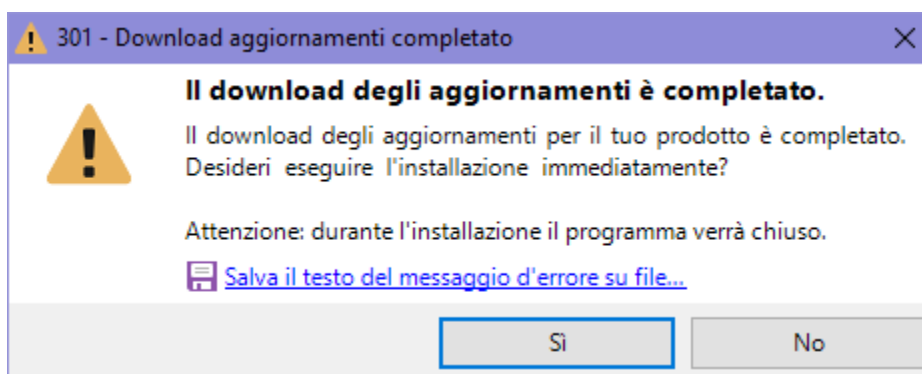 301 - Download aggiornamenti completato
Il download degli aggiornamenti è completato.
Il download degli aggiornamenti per il tuo prodotto è completato.
Desideri eseguire l'installazione immediatamente?
Attenzione: durante l'installazione il programma verrà chiuso.
Salva il testo del messaggio d'errore su file...
Sì
No